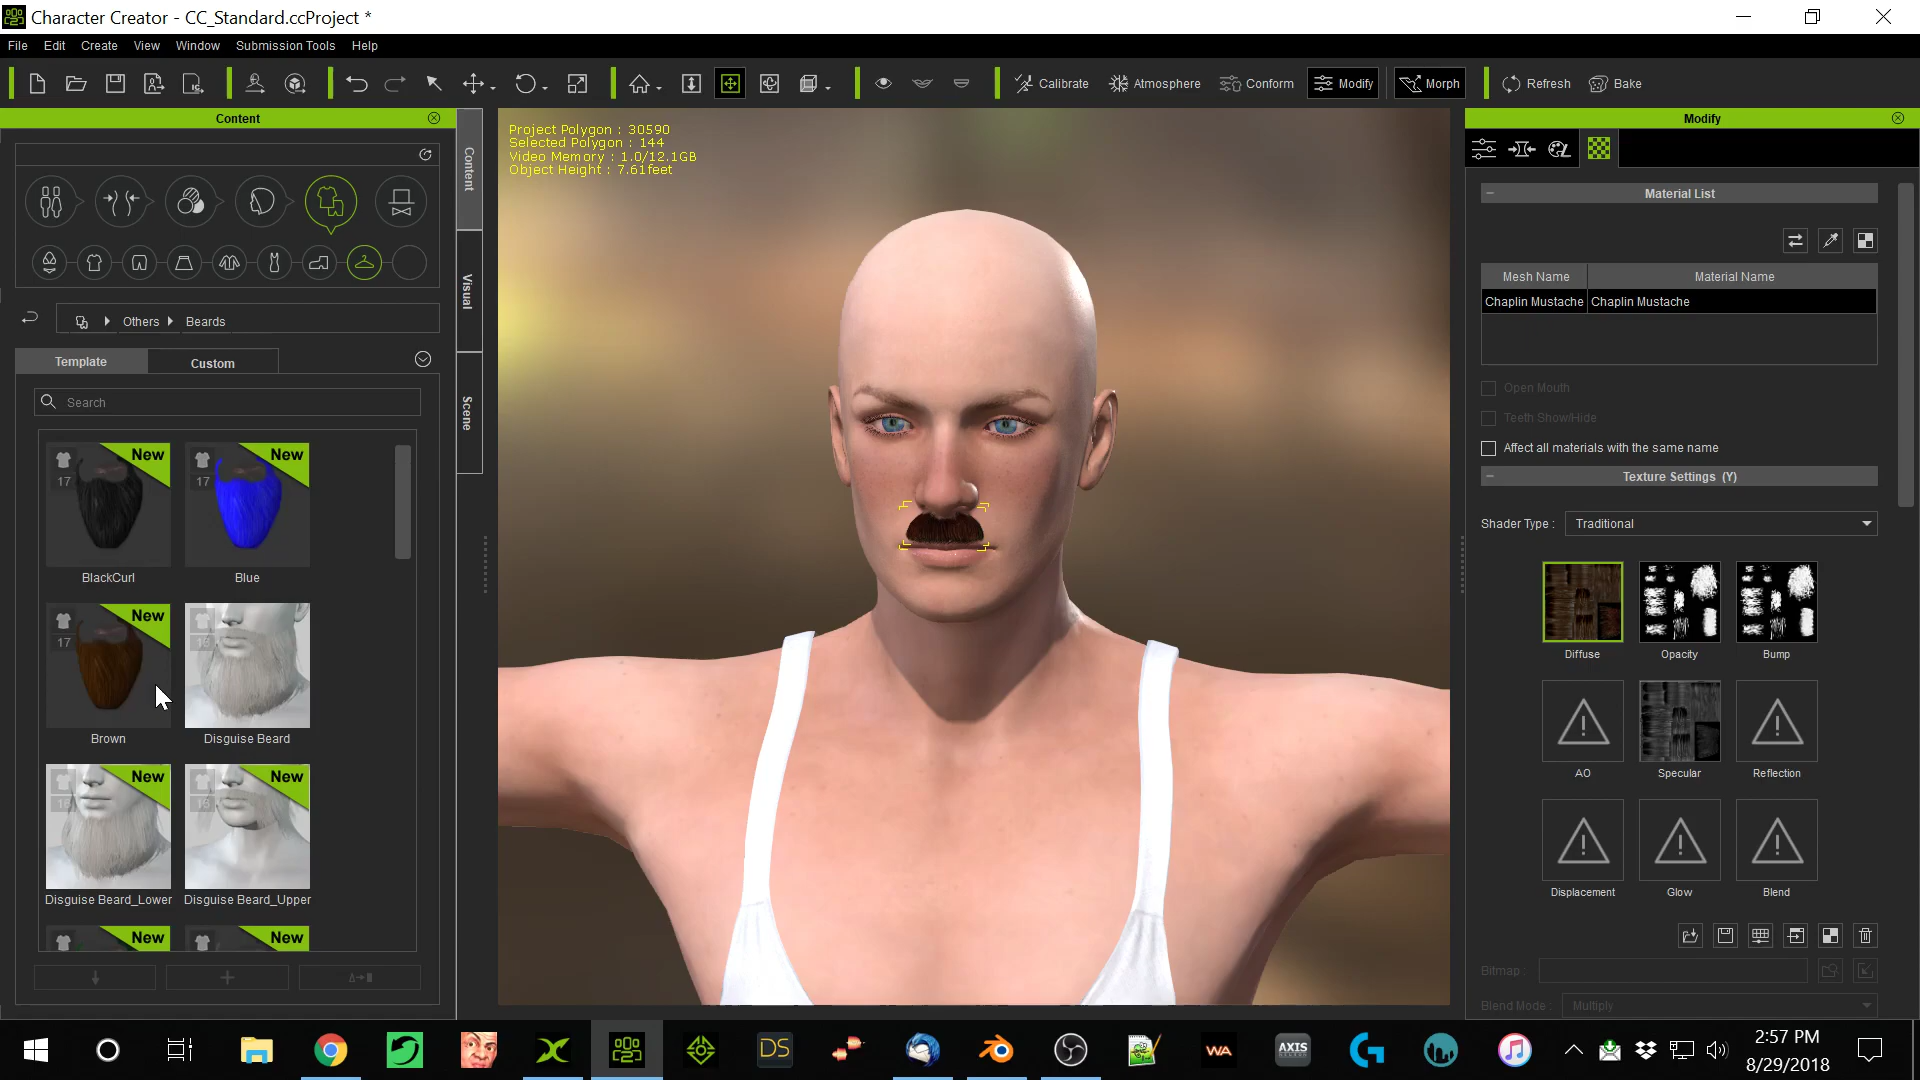 Character Creator - CC_Standard.ccProject *
File Edit Create View Window Submission Tools Help
Calibrate Atmosphere Conform Modify Morph Refresh Bake
Content
Others Beards
Template Custom
Search
New 17 BlackCurl
New 17 Blue
New 17 Brown
Disguise Beard
New Disguise Beard_Lower
New Disguise Beard_Upper
New New
Content
Visual
Scene
Project Polygon : 30590
Selected Polygon : 144
Video Memory : 1.0/12.1GB
Object Height : 7.61feet
Modify
Material List
Mesh Name Material Name
Chaplin Mustache Chaplin Mustache
Open Mouth
Teeth Show/Hide
Affect all materials with the same name
Texture Settings (Y)
Shader Type : Traditional
Diffuse Opacity Bump
AO Specular Reflection
Displacement Glow Blend
Bitmap :
Blend Mode : Multiply
DS
WA
AXIS
2:57 PM
8/29/2018